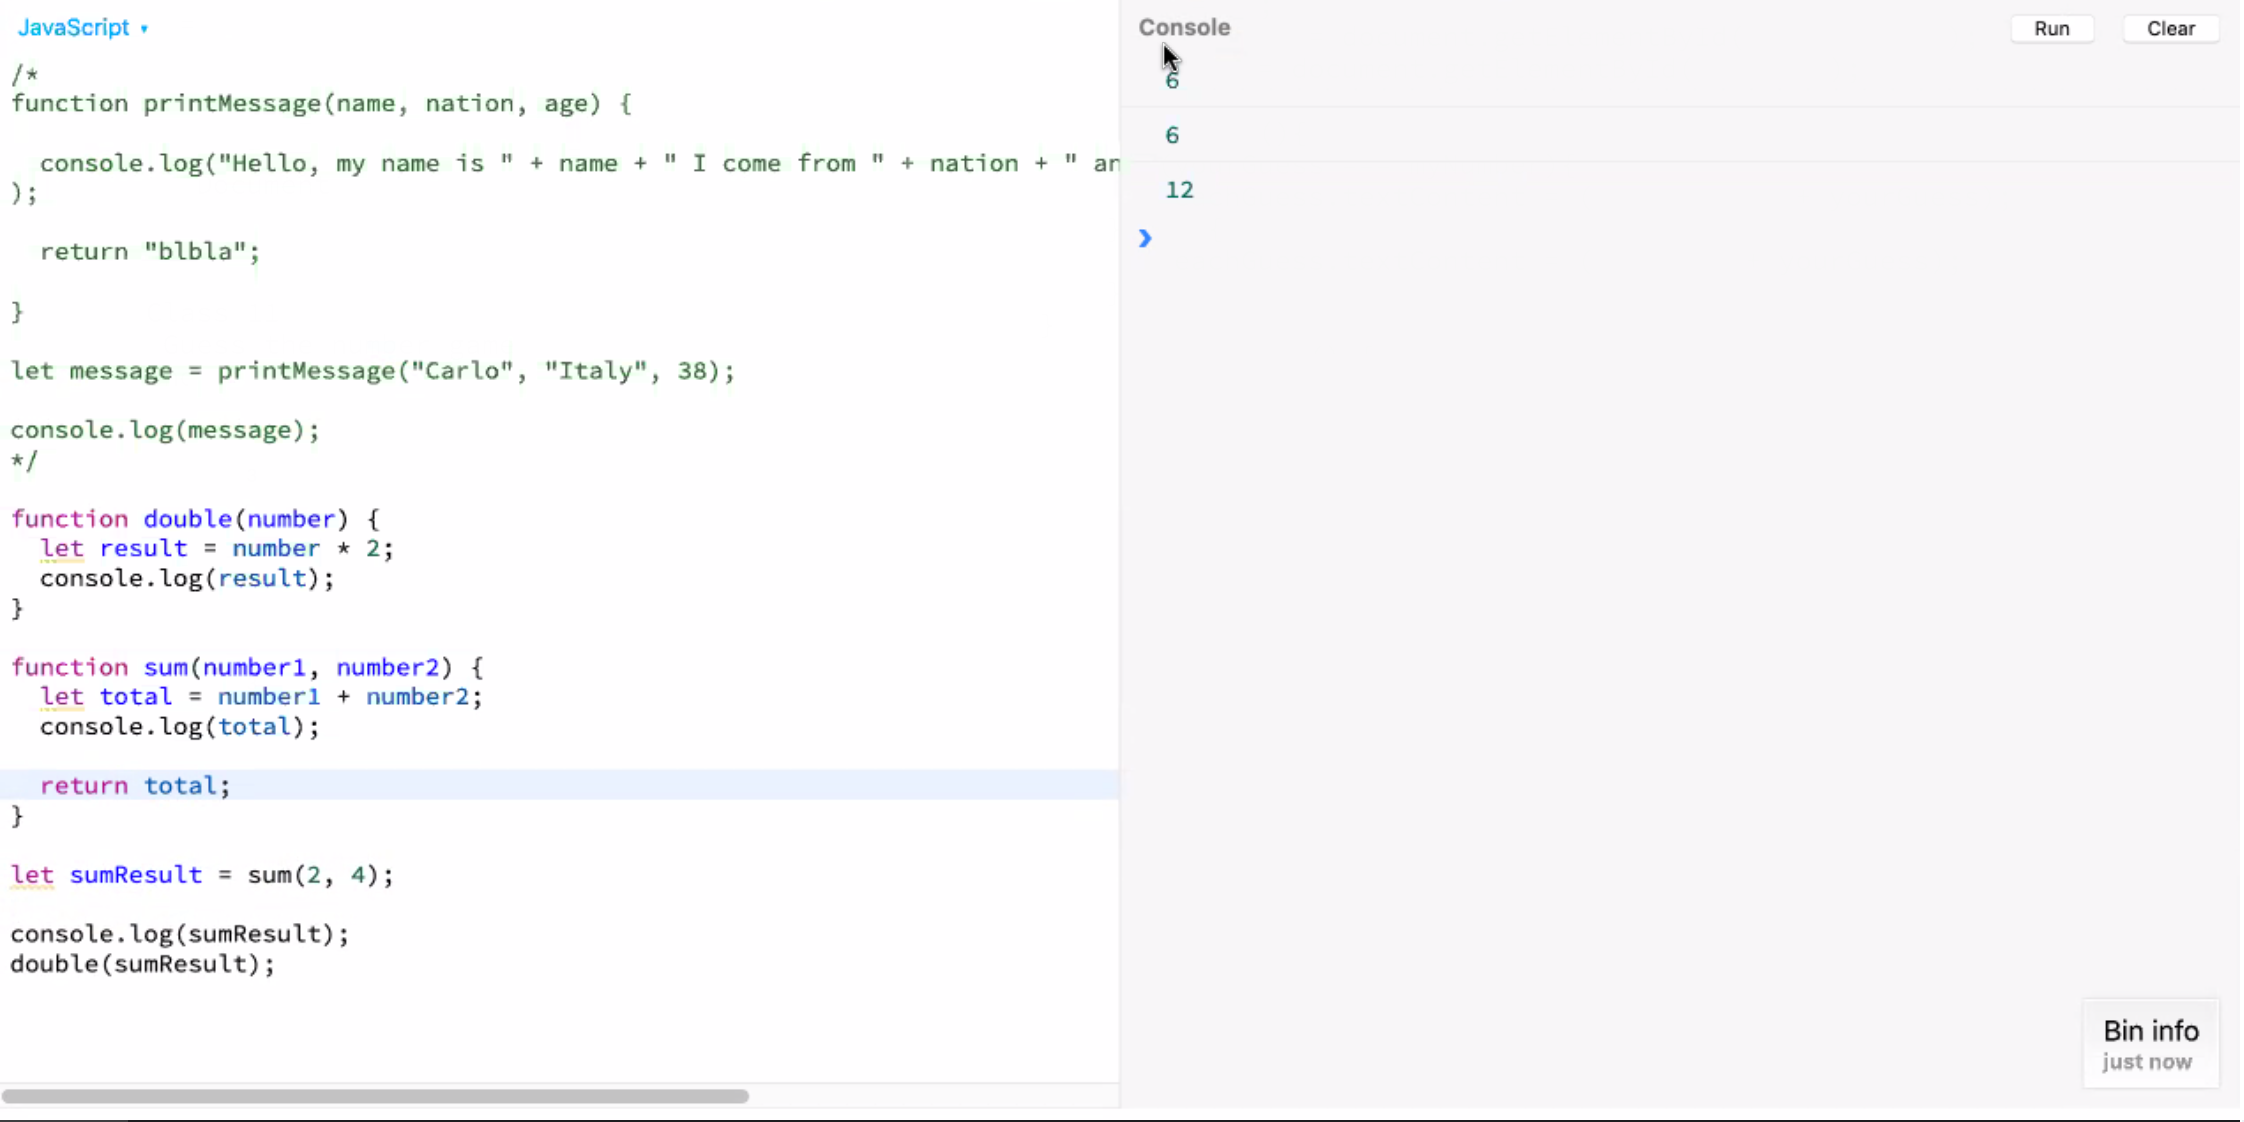 JavaScript ▾
/*
function printMessage(name, nation, age) {
console.log("Hello, my name is " + name + " I come from " + nation + " an
);
return "blbla";
}
let message = printMessage("Carlo", "Italy", 38);
console.log(message);
*/
function double(number) {
let result = number * 2;
console.log(result);
}
function sum(number1, number2) {
let total = number1 + number2;
console.log(total);
return total;
}
let sumResult = sum(2, 4);
console.log(sumResult);
double(sumResult);
Console
Run
Clear
6
6
12
❯
Bin info
just now